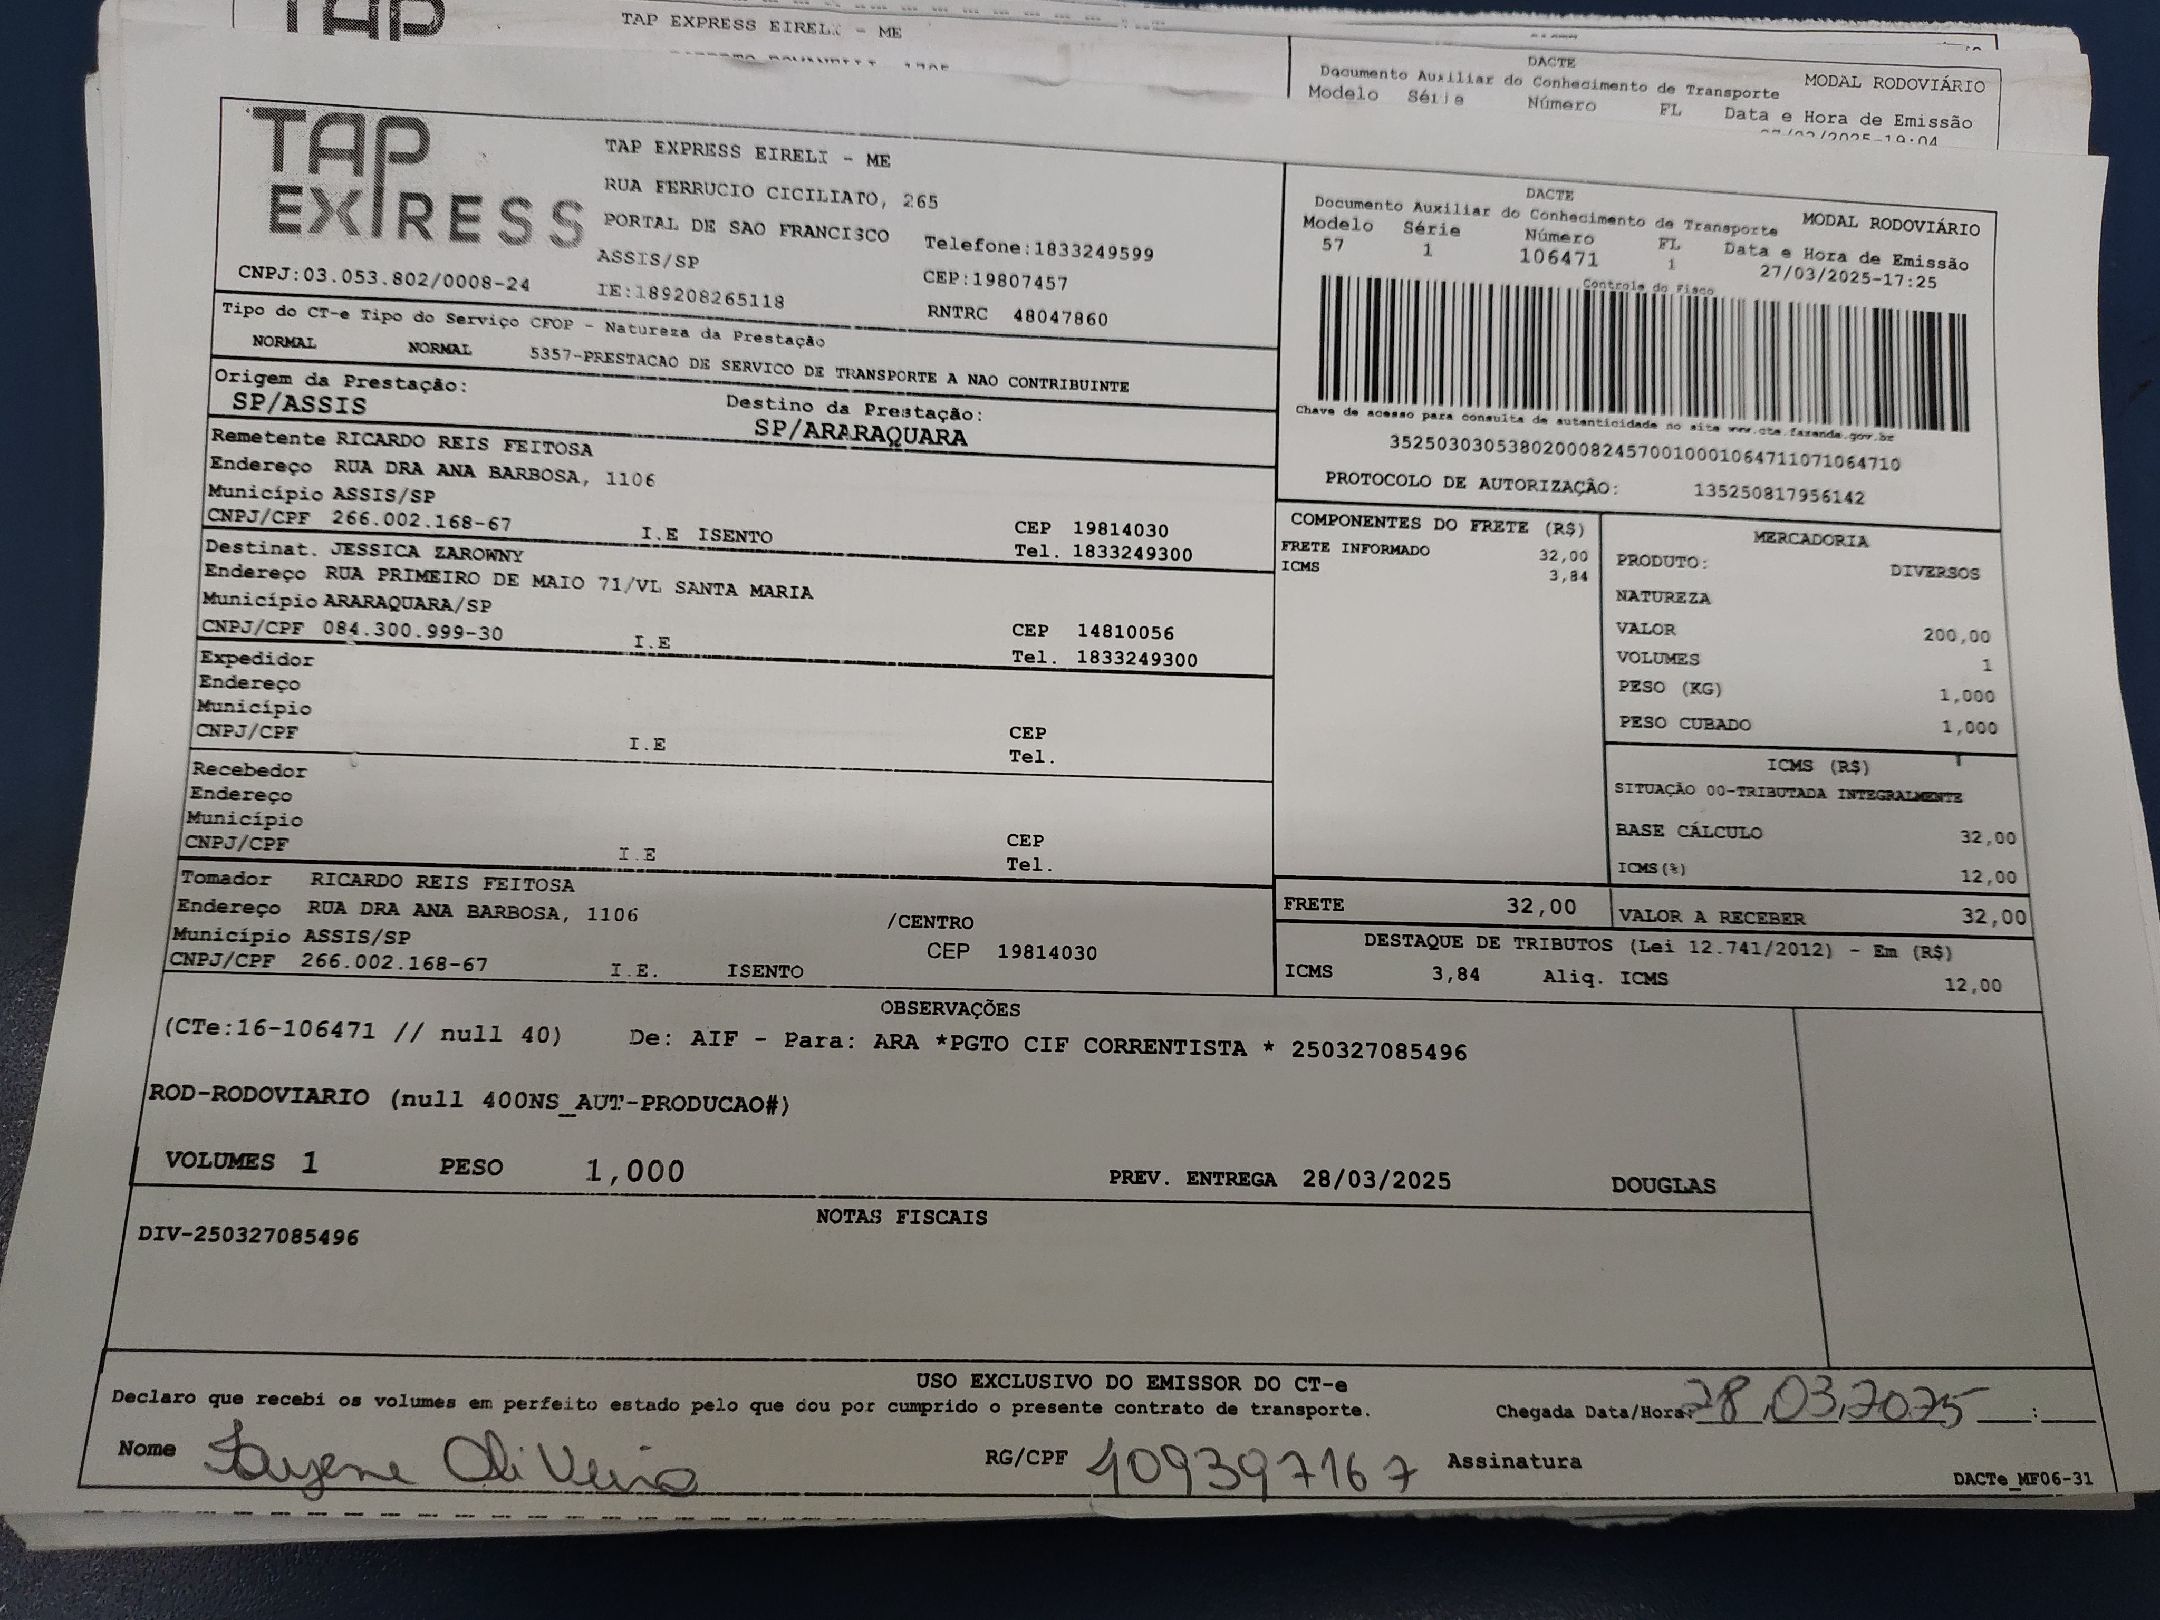 TAP
TAP EXPRESS EIRELI - ME
DACTE
Documento Auxiliar do Conhecimento de Transporte
MODAL RODOVIÁRIO
Modelo Série Número FL Data e Hora de Emissão
27/03/2025-19:04
TAP
EXPRESS
CNPJ:03.053.802/0008-24
TAP EXPRESS EIRELI - ME
RUA FERRUCIO CICILIATO, 265
PORTAL DE SAO FRANCISCO
Telefone:1833249599
ASSIS/SP
CEP:19807457
IE:189208265118
RNTRC 48047860
DACTE
Documento Auxiliar do Conhecimento de Transporte
MODAL RODOVIÁRIO
Modelo Série Número FL Data e Hora de Emissão
57 1 106471 1 27/03/2025-17:25
Controle do Fisco
Chave de acesso para consulta de autenticidade no site www.cte.fazenda.gov.br
35250303053802000824570010001064711071064710
PROTOCOLO DE AUTORIZAÇÃO: 135250817956142
Tipo do CT-e Tipo do Serviço CFOP - Natureza da Prestação
NORMAL NORMAL 5357-PRESTACAO DE SERVICO DE TRANSPORTE A NAO CONTRIBUINTE
Origem da Prestação:
SP/ASSIS
Destino da Prestação:
SP/ARARAQUARA
Remetente RICARDO REIS FEITOSA
Endereço RUA DRA ANA BARBOSA, 1106
Município ASSIS/SP
CEP 19814030
CNPJ/CPF 266.002.168-67 I.E ISENTO
Tel. 1833249300
Destinat. JESSICA ZAROWNY
Endereço RUA PRIMEIRO DE MAIO 71/VL SANTA MARIA
Município ARARAQUARA/SP
CEP 14810056
CNPJ/CPF 084.300.999-30 I.E
Tel. 1833249300
Expedidor
Endereço
Município
CEP
CNPJ/CPF I.E
Tel.
Recebedor
Endereço
Município
CEP
CNPJ/CPF I.E
Tel.
Tomador RICARDO REIS FEITOSA
Endereço RUA DRA ANA BARBOSA, 1106 /CENTRO
Município ASSIS/SP CEP 19814030
CNPJ/CPF 266.002.168-67 I.E. ISENTO
COMPONENTES DO FRETE (R$)
FRETE INFORMADO 32,00
ICMS 3,84
MERCADORIA
PRODUTO: DIVERSOS
NATUREZA
VALOR 200,00
VOLUMES 1
PESO (KG) 1,000
PESO CUBADO 1,000
ICMS (R$)
SITUAÇÃO 00-TRIBUTADA INTEGRALMENTE
BASE CÁLCULO 32,00
ICMS(%) 12,00
FRETE 32,00 VALOR A RECEBER 32,00
DESTAQUE DE TRIBUTOS (Lei 12.741/2012) - Em (R$)
ICMS 3,84 Aliq. ICMS 12,00
OBSERVAÇÕES
(CTe:16-106471 // null 40) De: AIF - Para: ARA *PGTO CIF CORRENTISTA * 250327085496
ROD-RODOVIARIO (null 400NS_AUT-PRODUCAO#)
VOLUMES 1 PESO 1,000 PREV. ENTREGA 28/03/2025 DOUGLAS
NOTAS FISCAIS
DIV-250327085496
USO EXCLUSIVO DO EMISSOR DO CT-e
Declaro que recebi os volumes em perfeito estado pelo que dou por cumprido o presente contrato de transporte. Chegada Data/Hora: 28,03,2025 :
Nome Oliveira RG/CPF 409397167 Assinatura
DACTe_MF06-31